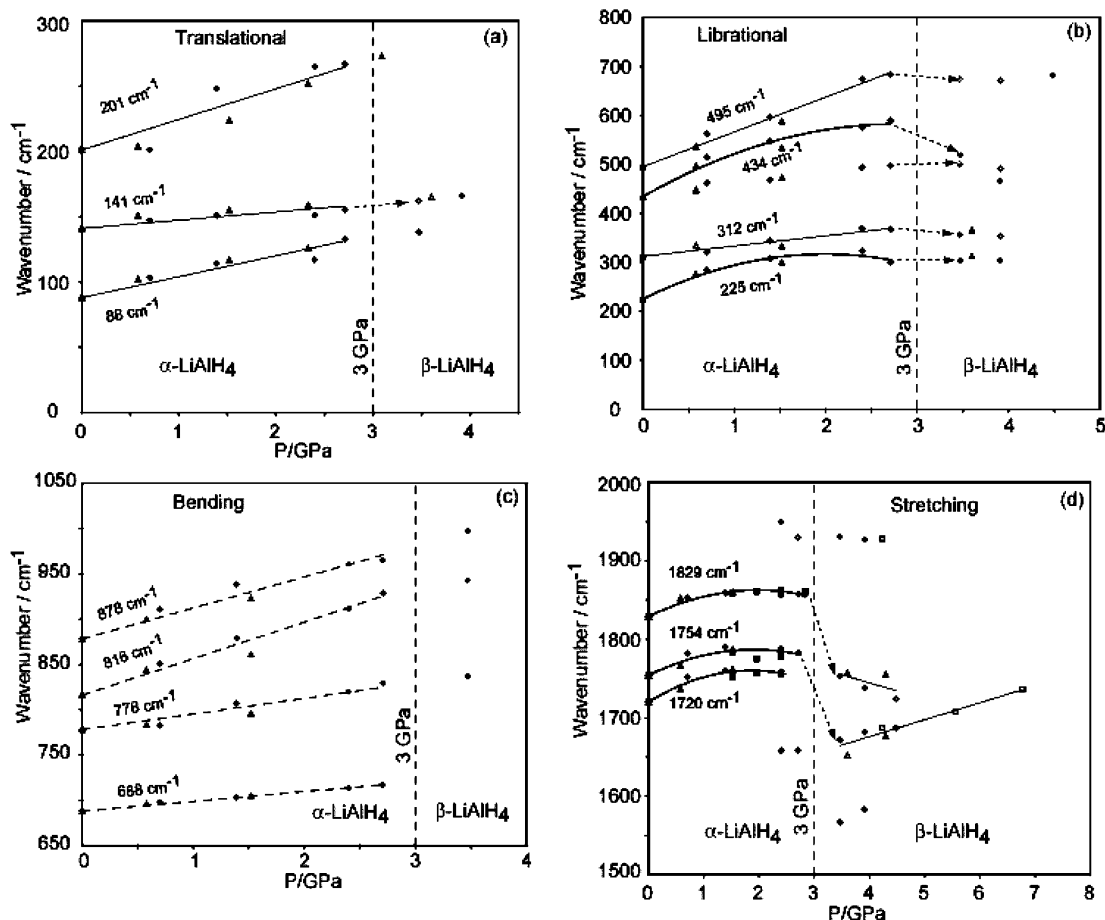 Translational
(a)
Wavenumber / cm-1
300
200
100
0
201 cm-1
141 cm-1
88 cm-1
3 GPa
α-LiAlH4
β-LiAlH4
0
1
2
3
4
P/GPa
Librational
(b)
Wavenumber / cm-1
800
700
600
500
400
300
200
100
0
495 cm-1
434 cm-1
312 cm-1
225 cm-1
3 GPa
α-LiAlH4
β-LiAlH4
0
1
2
3
4
5
P/GPa
Bending
(c)
Wavenumber / cm-1
1050
950
850
750
650
878 cm-1
816 cm-1
778 cm-1
688 cm-1
3 GPa
α-LiAlH4
β-LiAlH4
0
1
2
3
4
P/GPa
Stretching
(d)
Wavenumber / cm-1
2000
1900
1800
1700
1600
1500
1829 cm-1
1754 cm-1
1720 cm-1
3 GPa
α-LiAlH4
β-LiAlH4
0
1
2
3
4
5
6
7
8
P/GPa